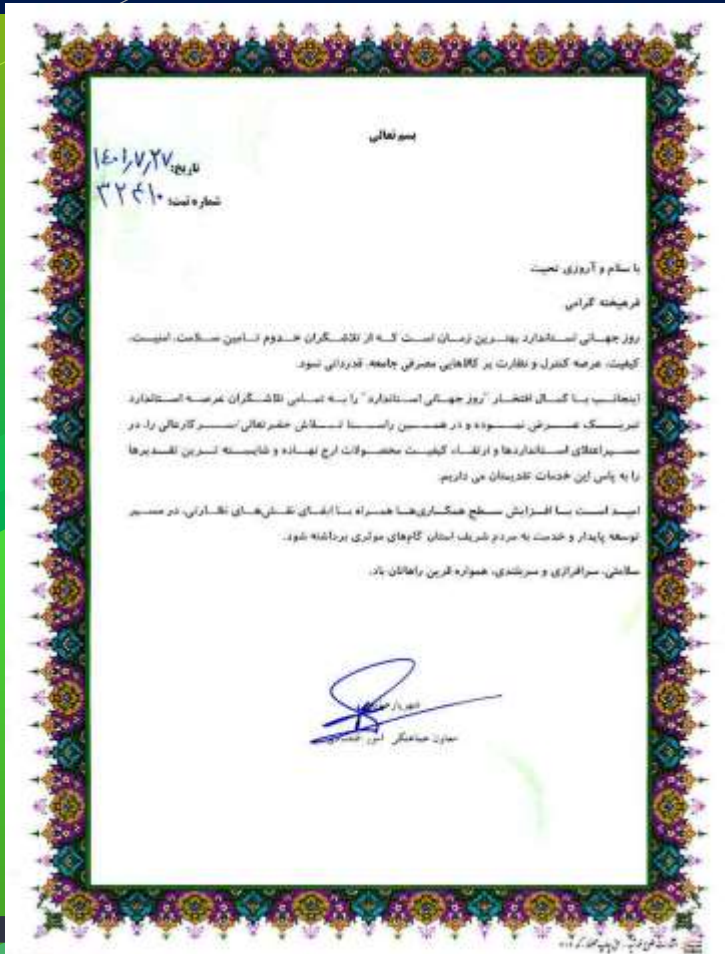 بسمه تعالی
تاریخ: ۱۴۰۱٫۷٫۲۷
شماره ثبت: ۳۲۴۱۰
با سلام و آرزوی تحیت
فرهیخته گرامی
روز جهانی استاندارد بهترین زمان است که از تلاشگران خدوم تامین سلامت، امنیت،
کیفیت، عرصه کنترل و نظارت بر کالاهایی مصرفی جامعه، قدردانی نمود.
اینجانب با کمال افتخار "روز جهانی استاندارد" را به تمامی تلاشگران عرصه استاندارد
تبریک عرض نموده و در همین راستا تلاش حضرتعالی/سرکارعالی را، در
مسیر اعتلای استانداردها و ارتقاء کیفیت محصولات ارج نهاده و شایسته ترین تقدیرها
را به پاس این خدمات تقدیمتان می داریم.
امید است با افزایش سطح همکاری‌ها همراه با ایفای نقش‌های نظارتی، در مسیر
توسعه پایدار و خدمت به مردم شریف استان گام‌های موثری برداشته شود.
سلامتی، سرافرازی و سربلندی، همواره قرین راهتان باد.
معاون هماهنگی امور